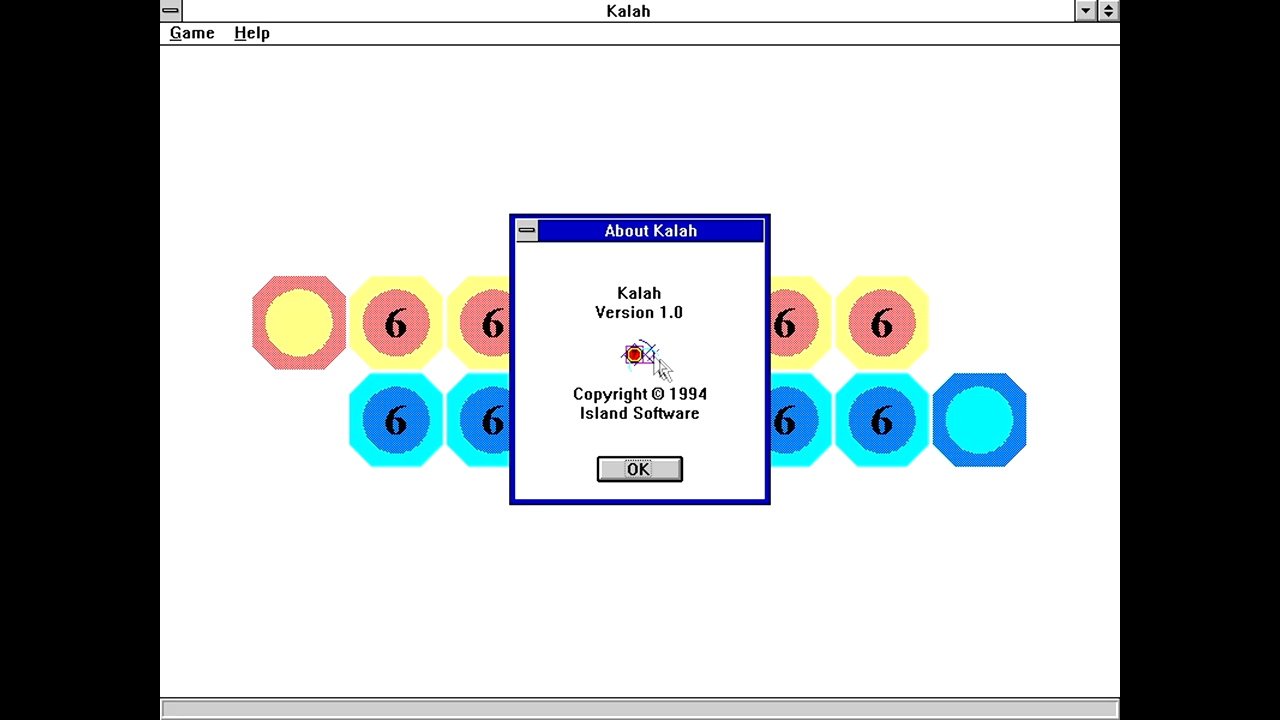 Kalah
Game Help
About Kalah
Kalah
Version 1.0
Copyright © 1994
Island Software
OK
6 6 6 6
6 6 6 6